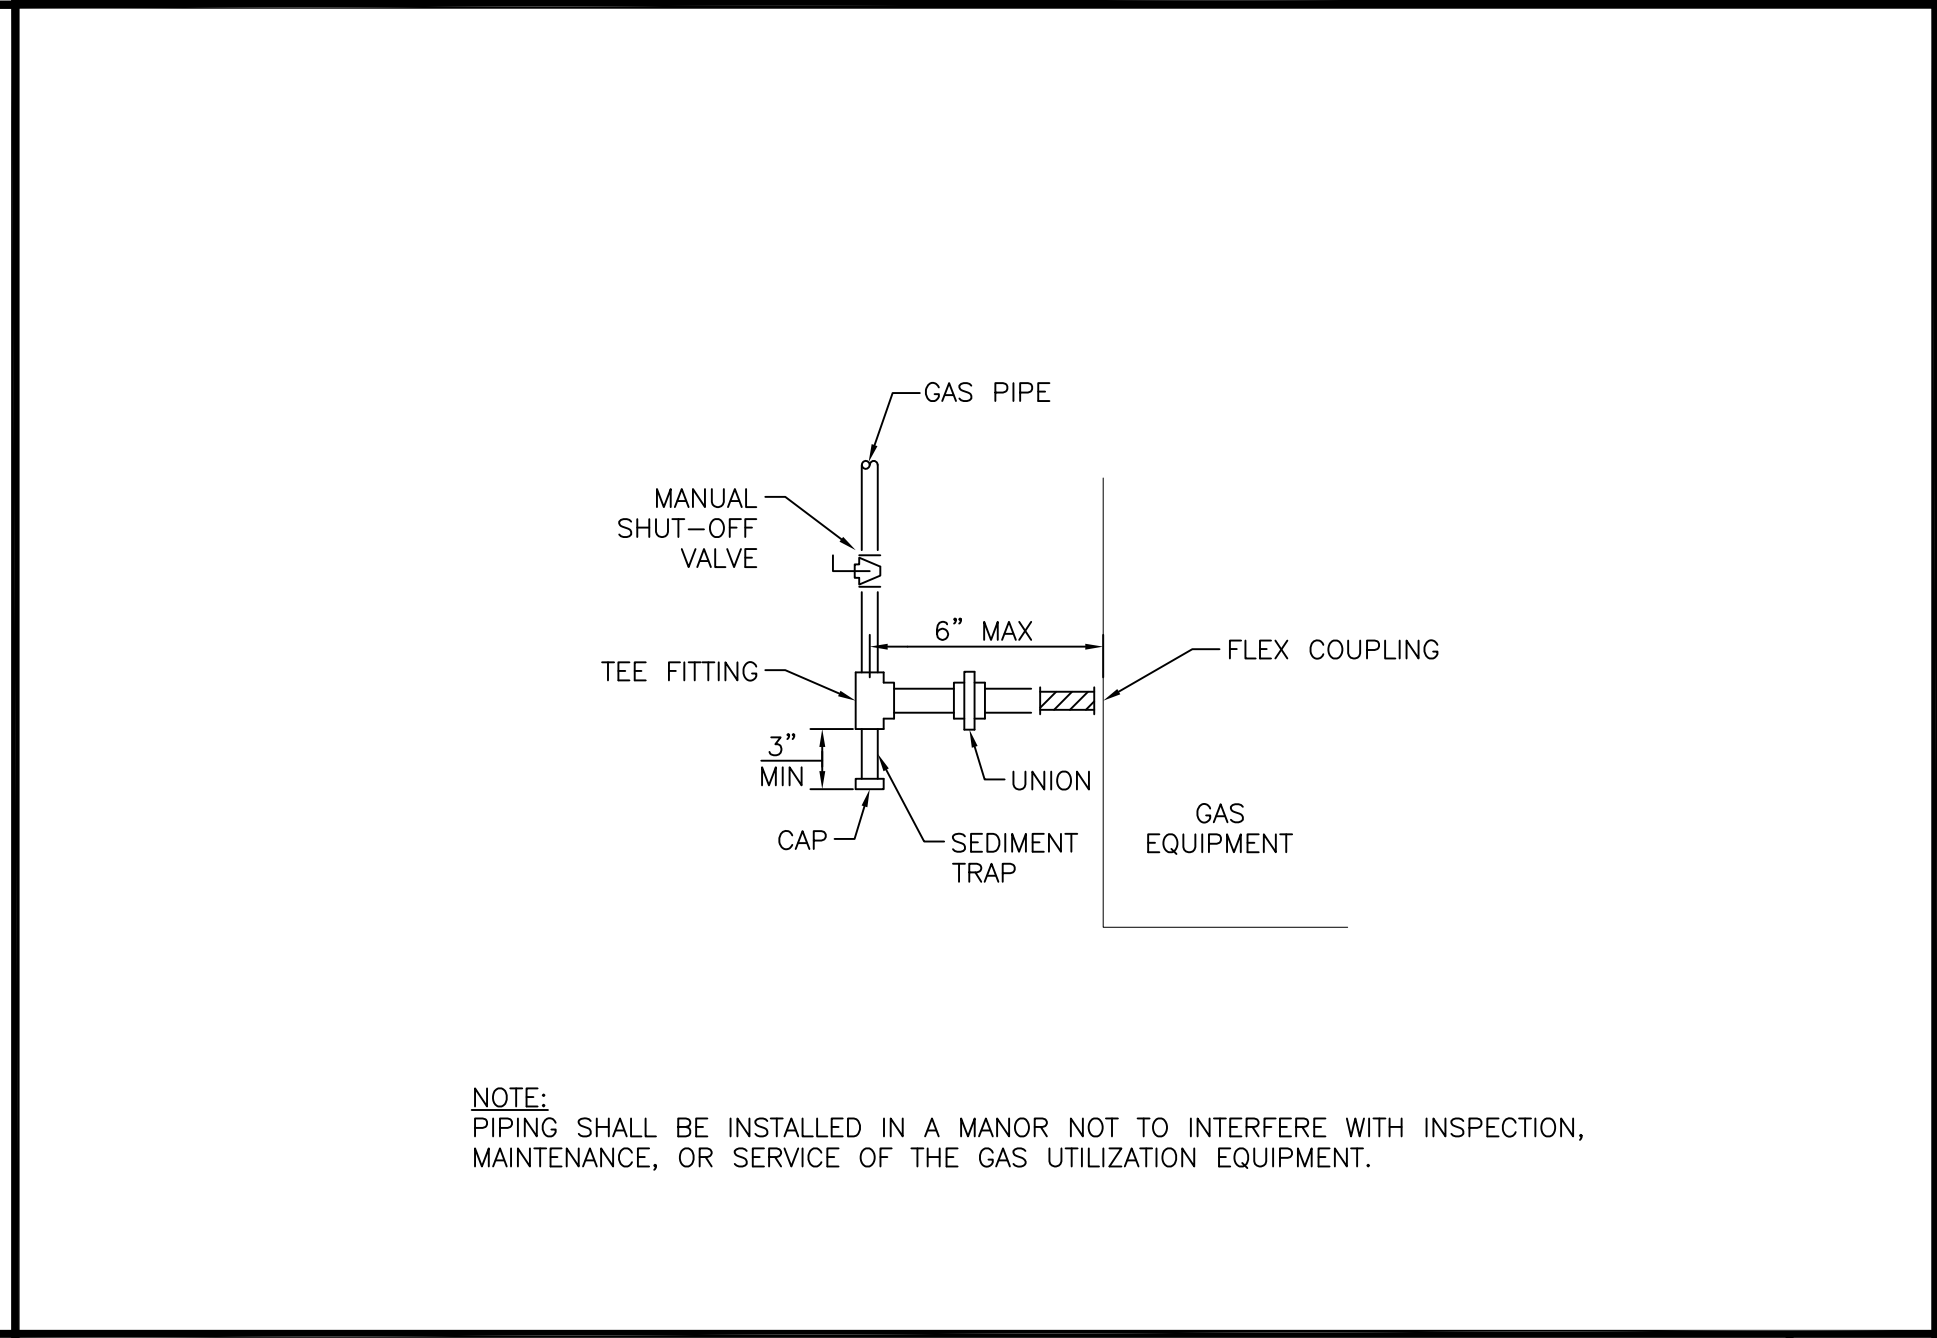 GAS PIPE
MANUAL
SHUT-OFF
VALVE
6" MAX
FLEX COUPLING
TEE FITTING
3"
MIN
UNION
GAS
EQUIPMENT
CAP
SEDIMENT
TRAP
NOTE:
PIPING SHALL BE INSTALLED IN A MANOR NOT TO INTERFERE WITH INSPECTION,
MAINTENANCE, OR SERVICE OF THE GAS UTILIZATION EQUIPMENT.